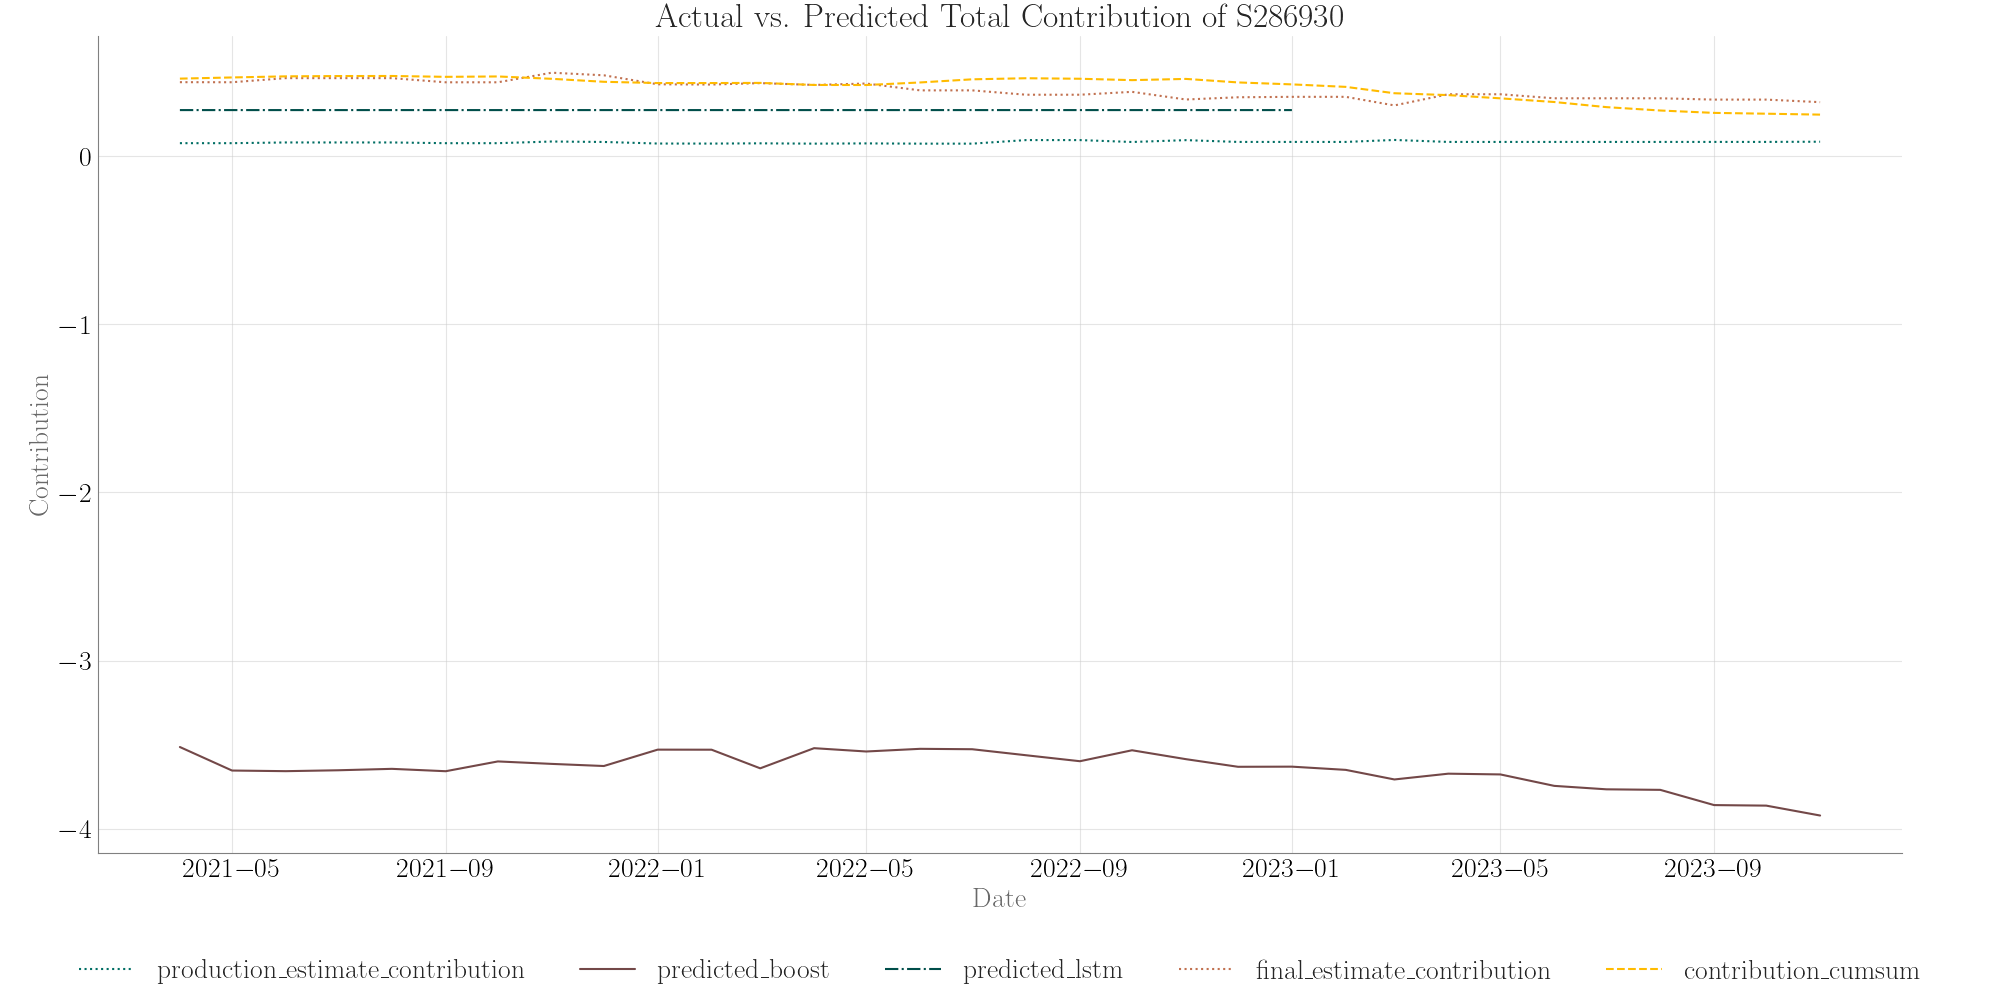 Actual vs. Predicted Total Contribution of S286930
Contribution
0
−1
−2
−3
−4
2021−05 2021−09 2022−01 2022−05 2022−09 2023−01 2023−05 2023−09
Date
production_estimate_contribution predicted_boost predicted_lstm final_estimate_contribution contribution_cumsum